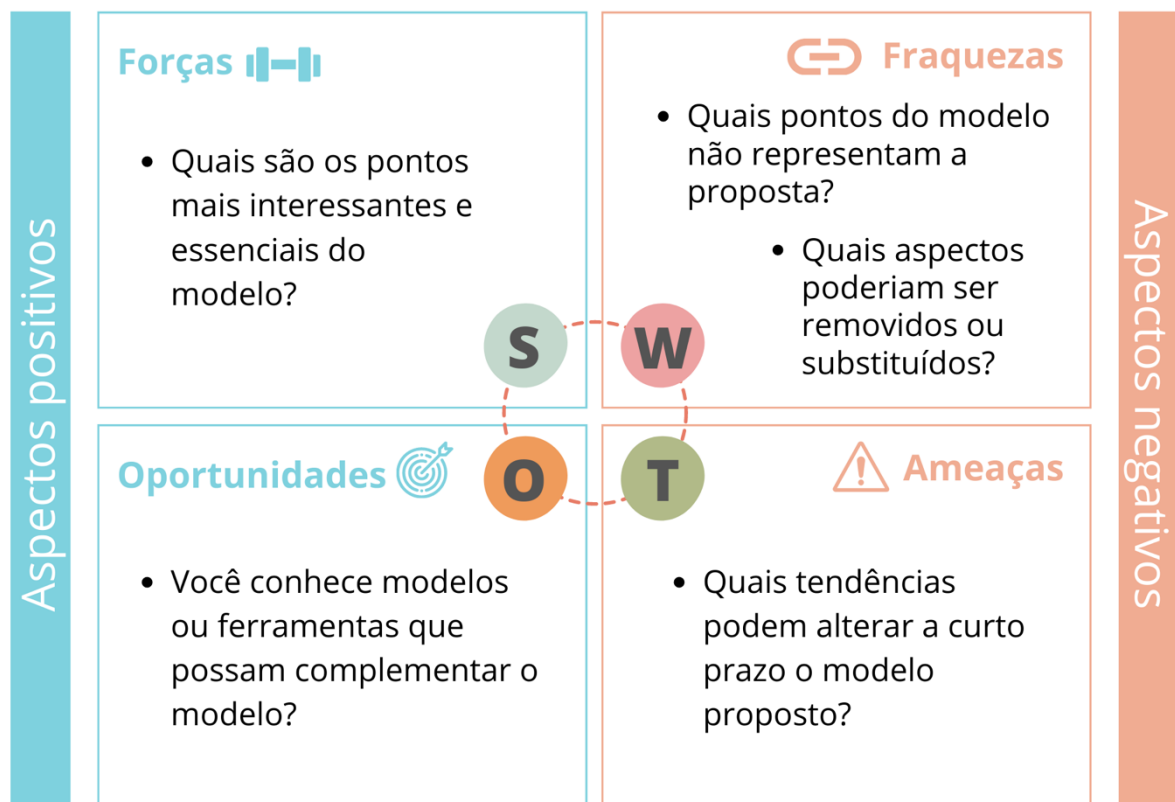 Aspectos positivos
Forças
• Quais são os pontos
mais interessantes e
essenciais do
modelo?
Fraquezas
• Quais pontos do modelo
não representam a
proposta?
• Quais aspectos
poderiam ser
removidos ou
substituídos?
S
W
O
T
Oportunidades
• Você conhece modelos
ou ferramentas que
possam complementar o
modelo?
Ameaças
• Quais tendências
podem alterar a curto
prazo o modelo
proposto?
Aspectos negativos